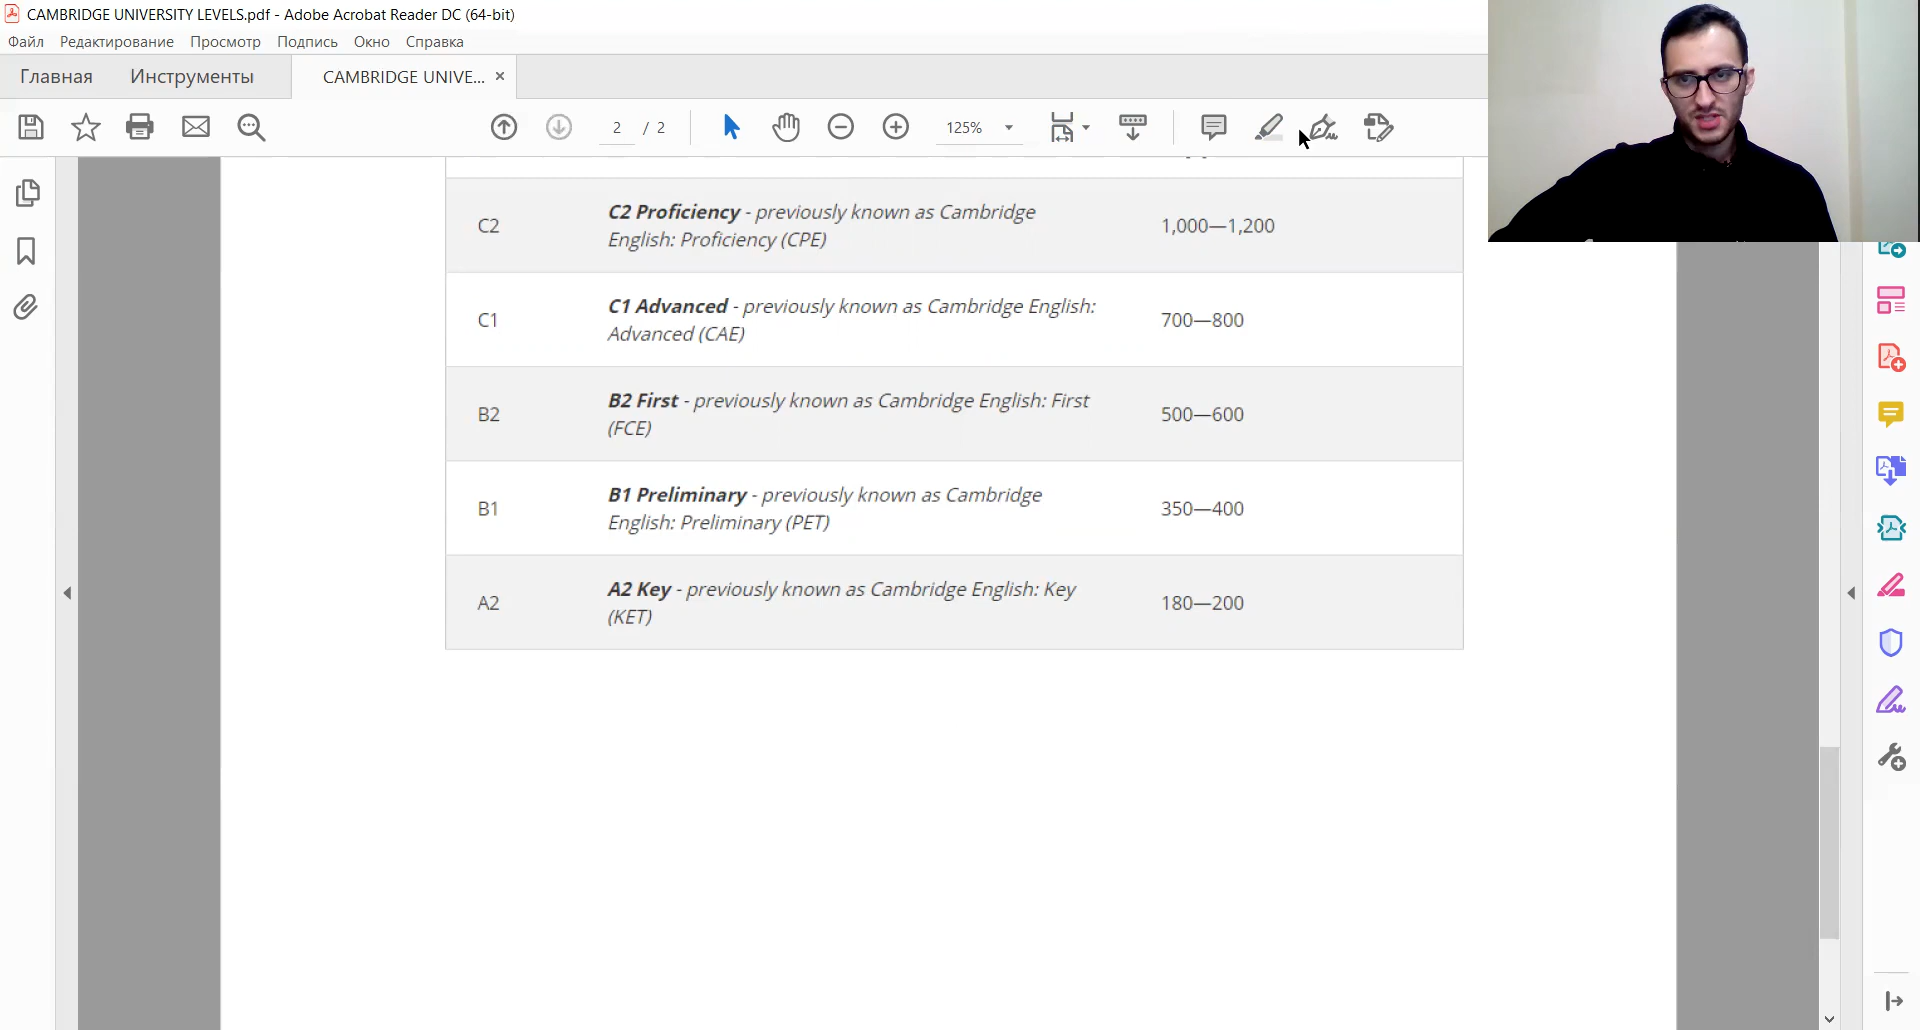 CAMBRIDGE UNIVERSITY LEVELS.pdf - Adobe Acrobat Reader DC (64-bit)
Файл Редактирование Просмотр Подпись Окно Справка
Главная Инструменты CAMBRIDGE UNIVE... ×
2 / 2 125%
C2 C2 Proficiency - previously known as Cambridge
English: Proficiency (CPE) 1,000—1,200
C1 C1 Advanced - previously known as Cambridge English:
Advanced (CAE) 700—800
B2 B2 First - previously known as Cambridge English: First
(FCE) 500—600
B1 B1 Preliminary - previously known as Cambridge
English: Preliminary (PET) 350—400
A2 A2 Key - previously known as Cambridge English: Key
(KET) 180—200